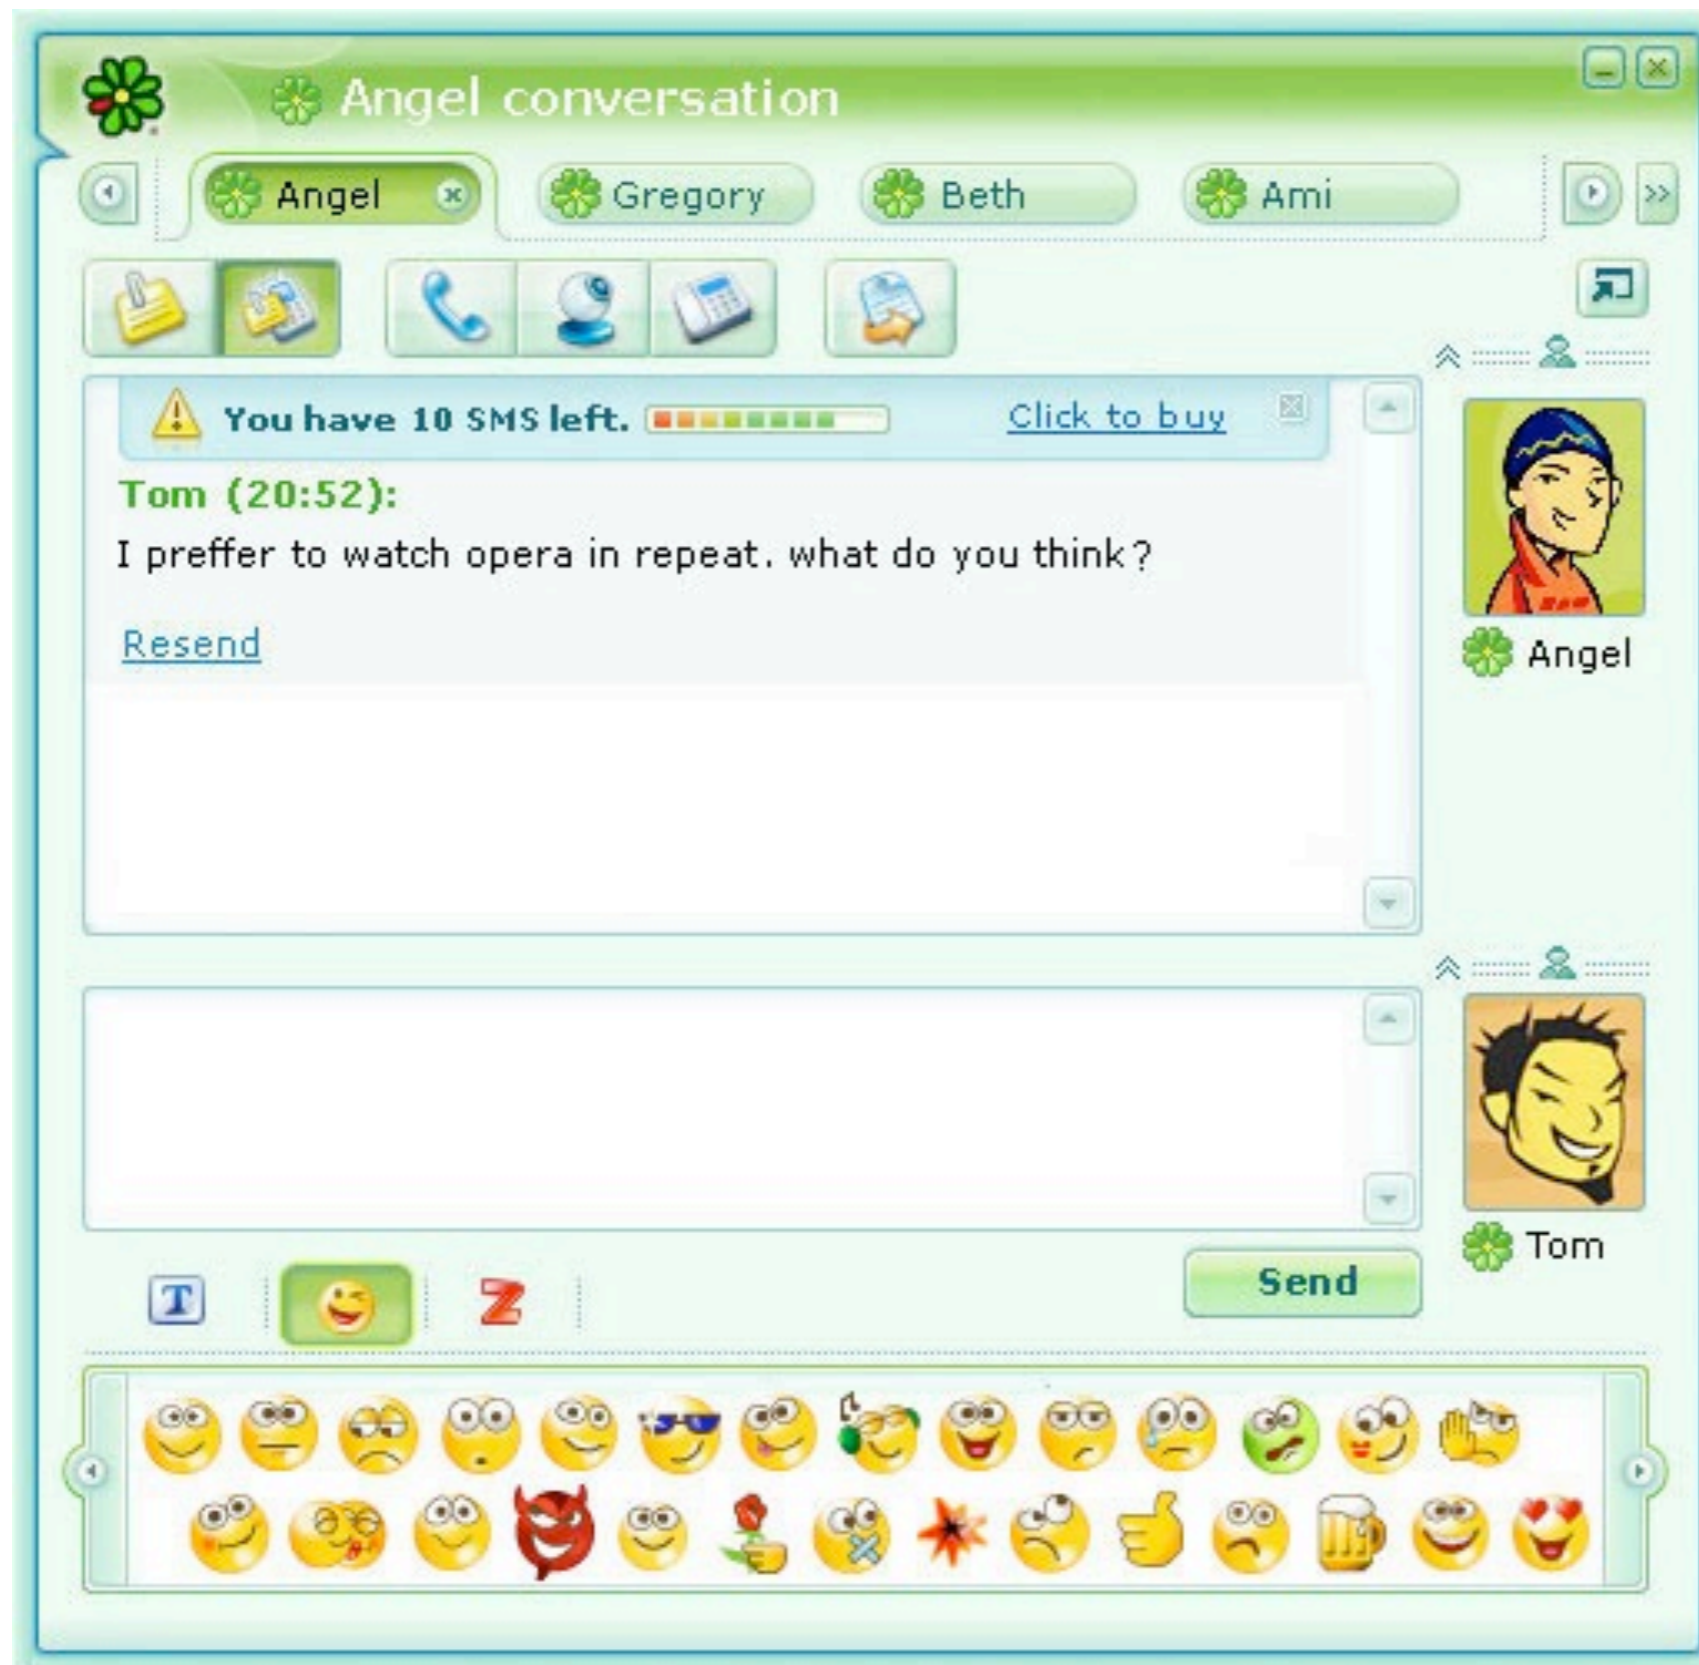 Angel conversation
Angel
Gregory
Beth
Ami
>>
You have 10 SMS left.
Click to buy
Tom (20:52):
I preffer to watch opera in repeat. what do you think?
Resend
Angel
Tom
Send
T
Z